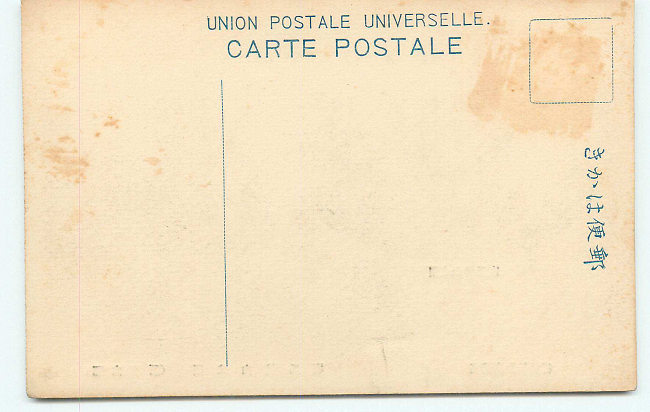 UNION POSTALE UNIVERSELLE.
CARTE POSTALE
きかは便郵